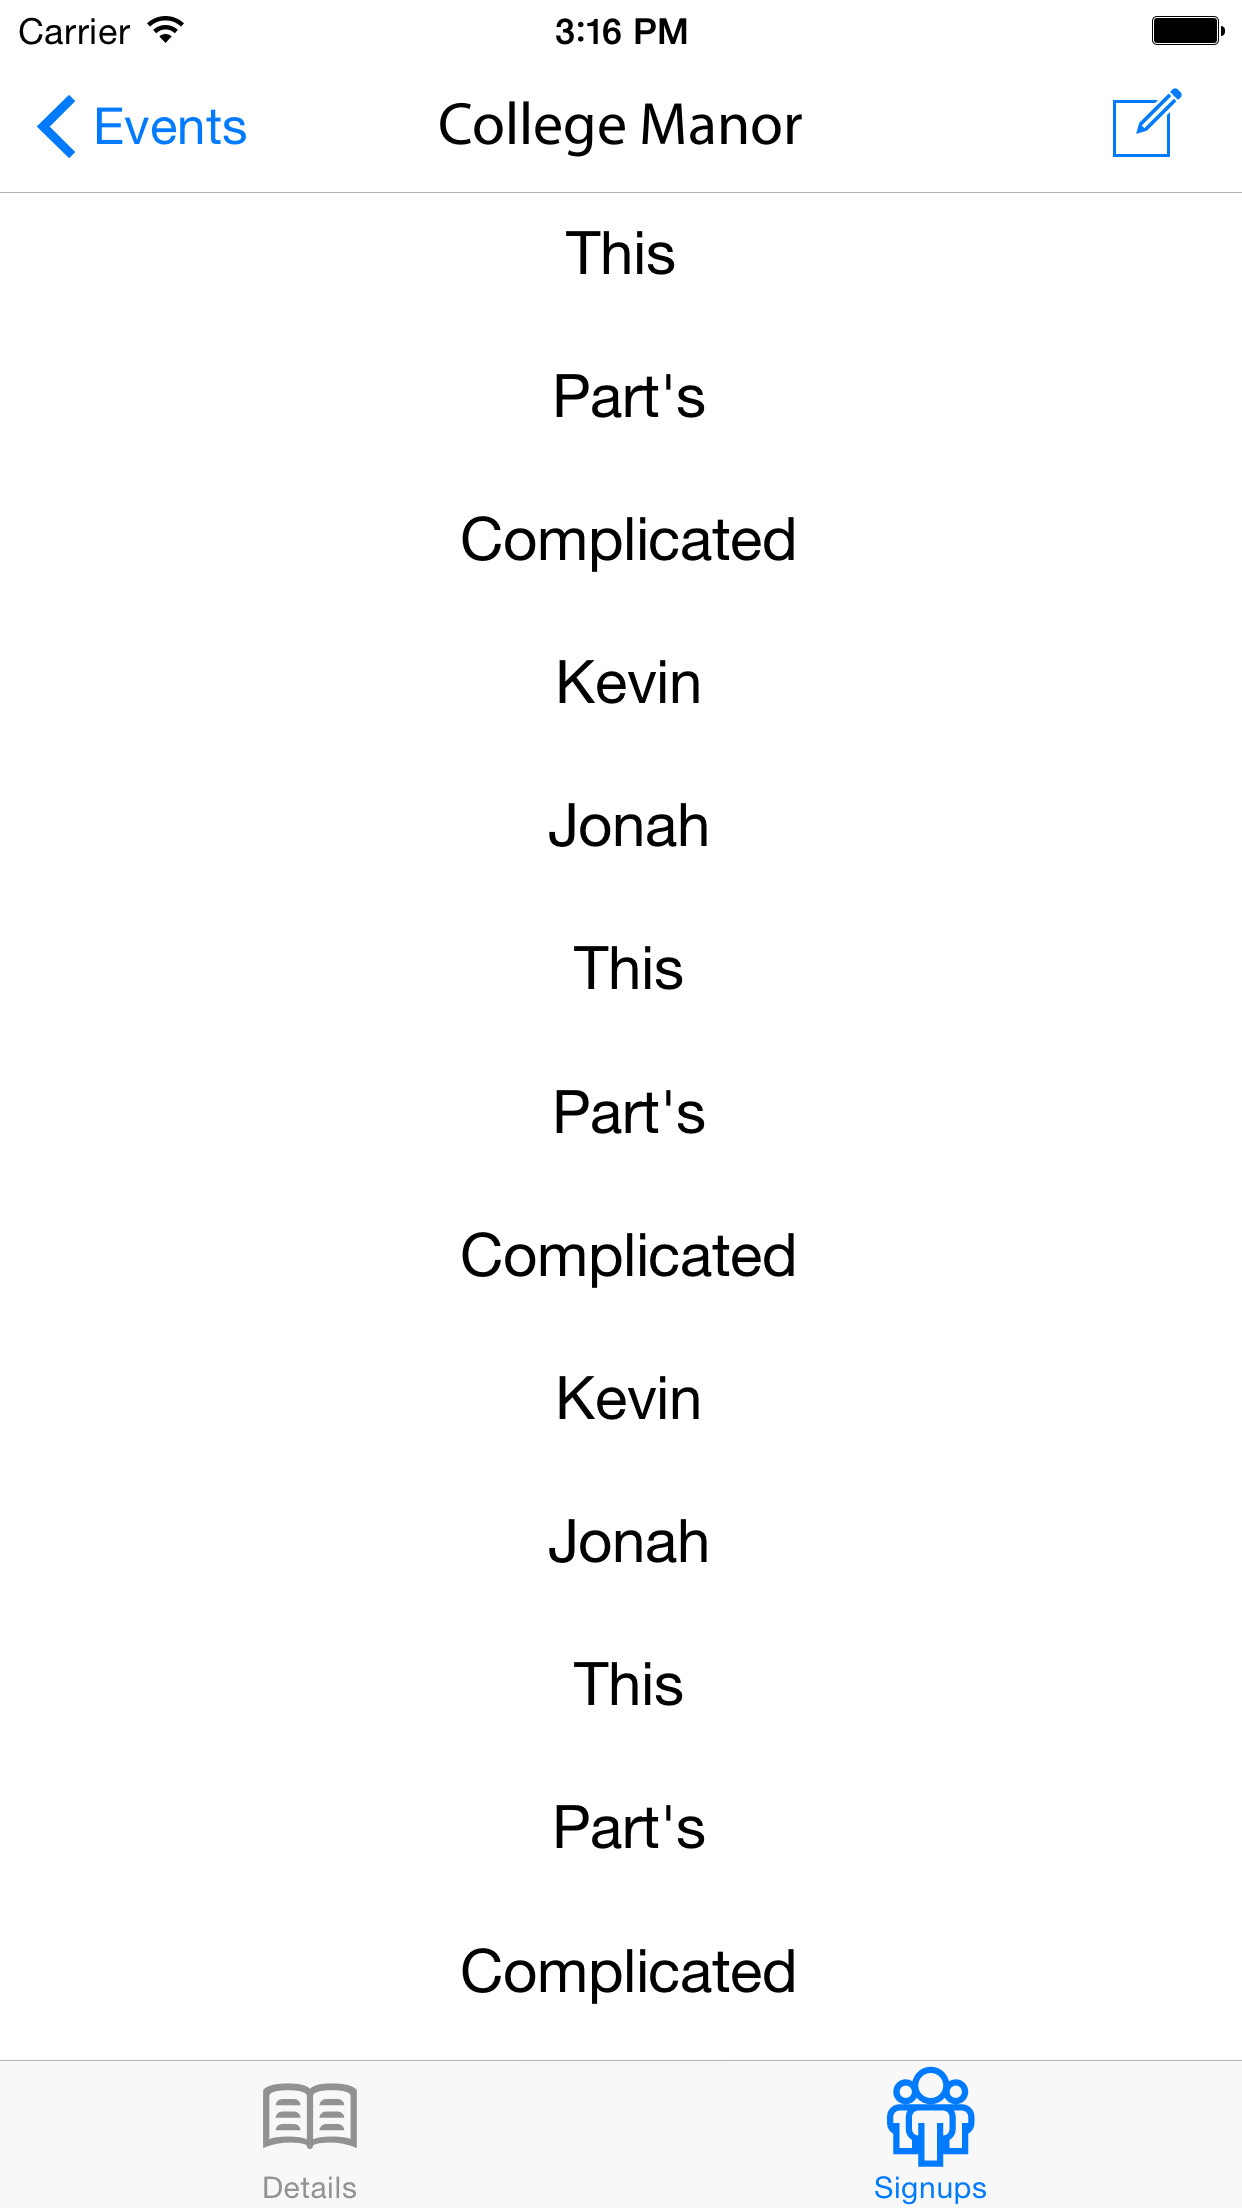 Carrier 3:16 PM
Events College Manor
This
Part's
Complicated
Kevin
Jonah
This
Part's
Complicated
Kevin
Jonah
This
Part's
Complicated
Details Signups